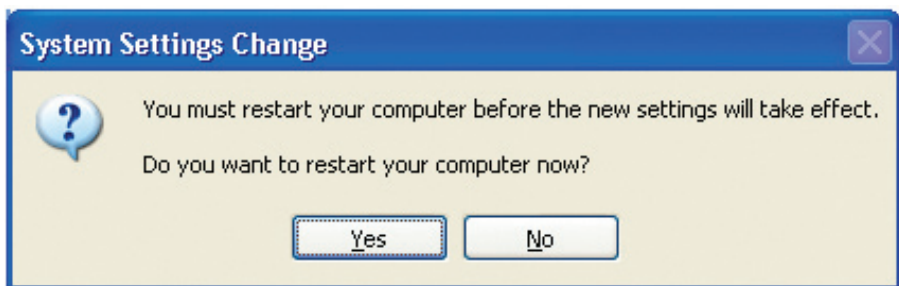 System Settings Change
You must restart your computer before the new settings will take effect.
Do you want to restart your computer now?
Yes
No